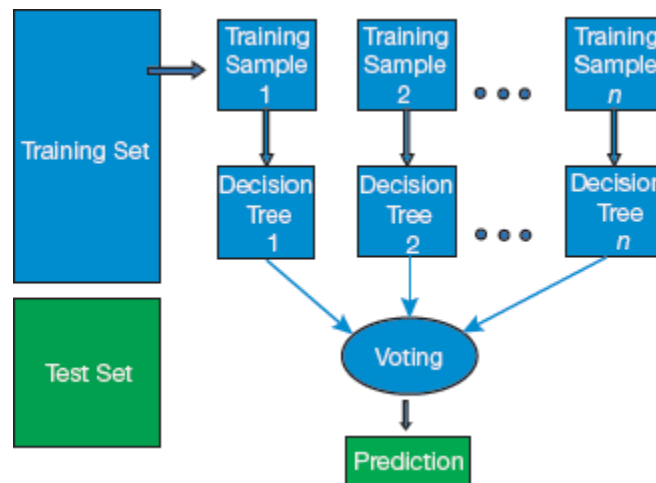 Training Set
Training
Sample
1
Training
Sample
2
Training
Sample
n
Decision
Tree
1
Decision
Tree
2
Decision
Tree
n
Test Set
Voting
Prediction